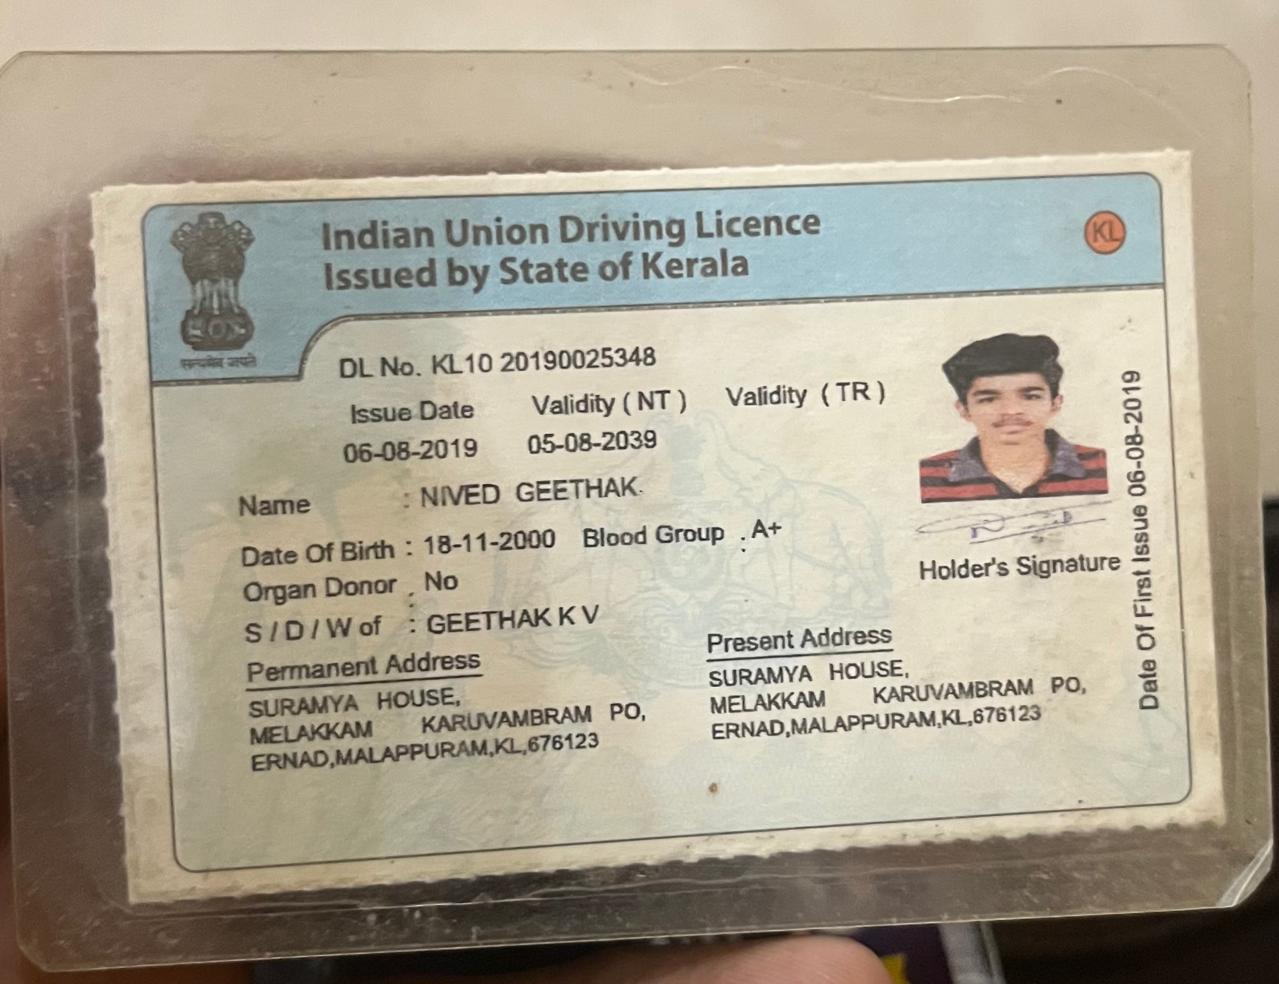 Indian Union Driving Licence
Issued by State of Kerala
KL
सत्यमेव जयते
DL No. KL10 20190025348
Issue Date Validity ( NT ) Validity ( TR )
06-08-2019 05-08-2039
Name : NIVED GEETHAK.
Date Of Birth : 18-11-2000 Blood Group : A+
Organ Donor : No
S / D / W of : GEETHAK K V
Permanent Address
SURAMYA HOUSE,
MELAKKAM KARUVAMBRAM PO,
ERNAD,MALAPPURAM,KL,676123
Present Address
SURAMYA HOUSE,
MELAKKAM KARUVAMBRAM PO,
ERNAD,MALAPPURAM,KL,676123
Holder's Signature
Date Of First Issue 06-08-2019